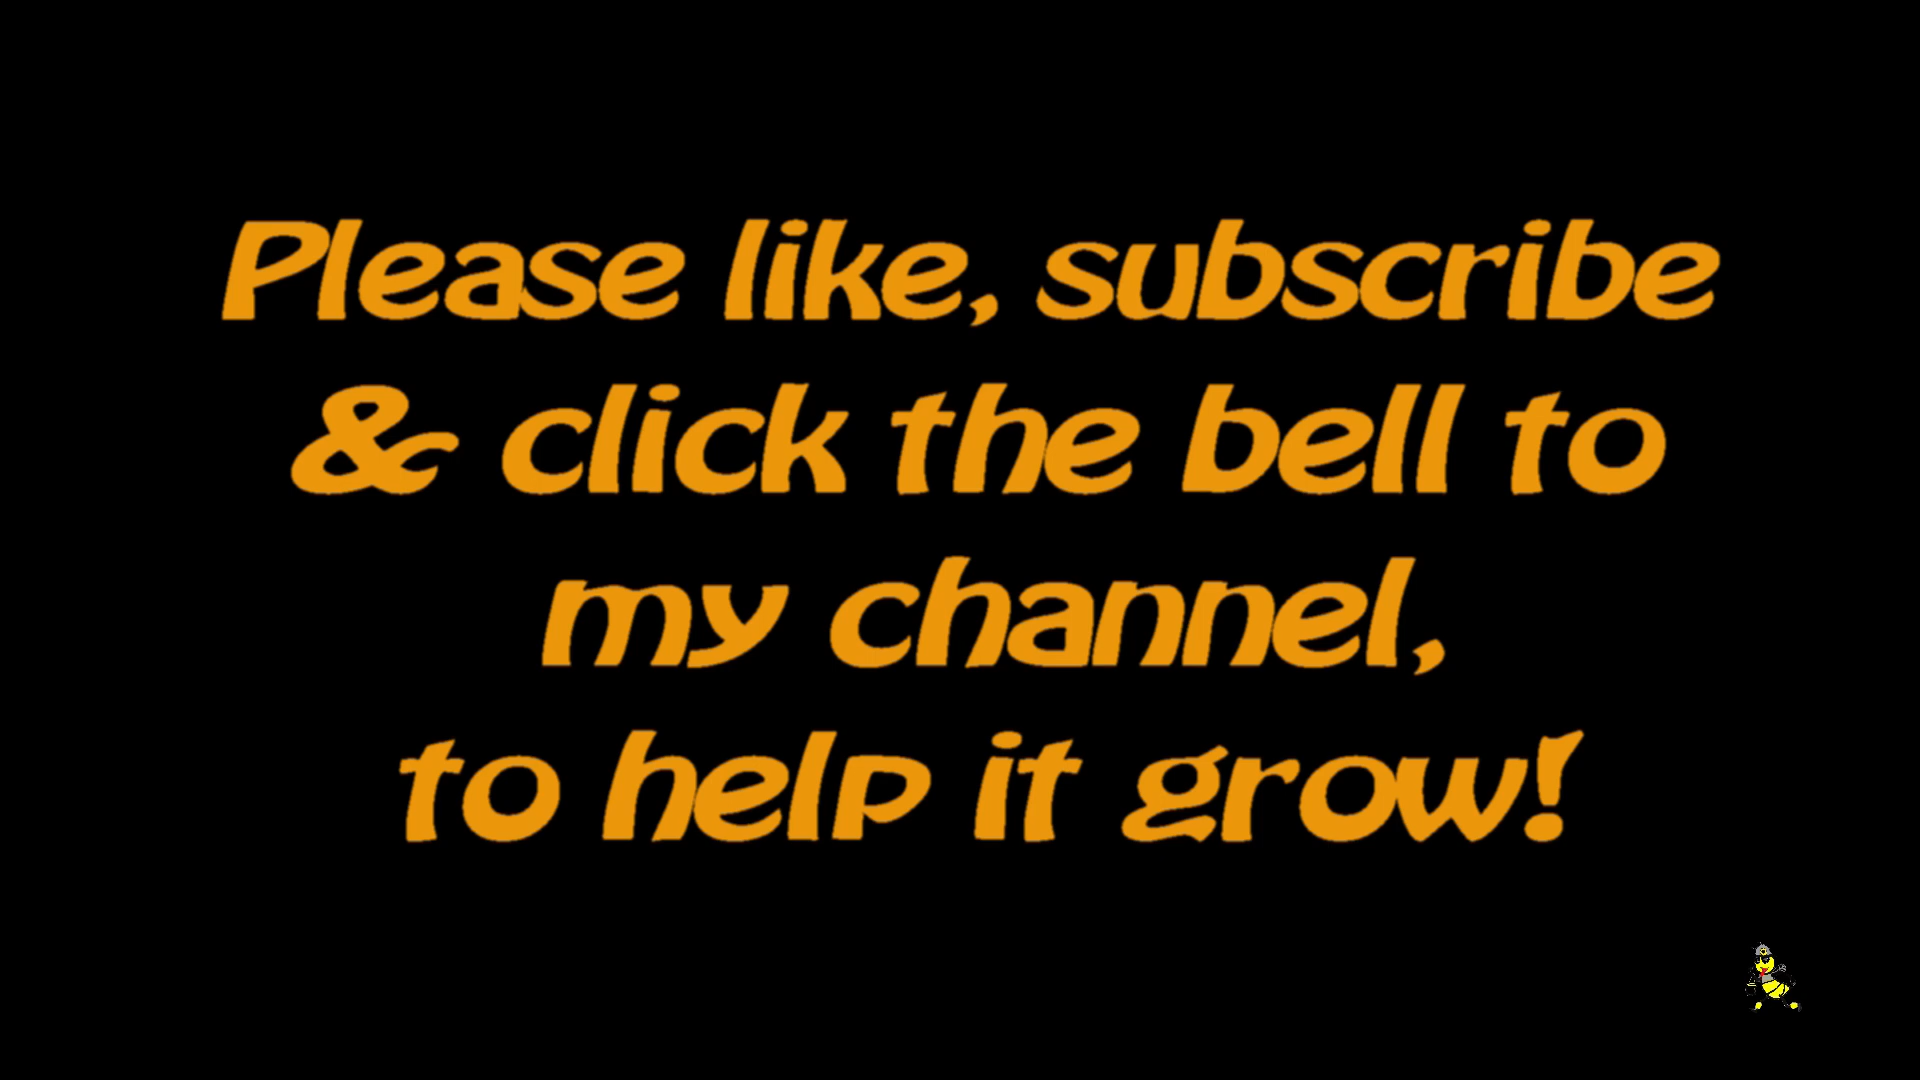 Please like, subscribe
& click the bell to
my channel,
to help it grow!